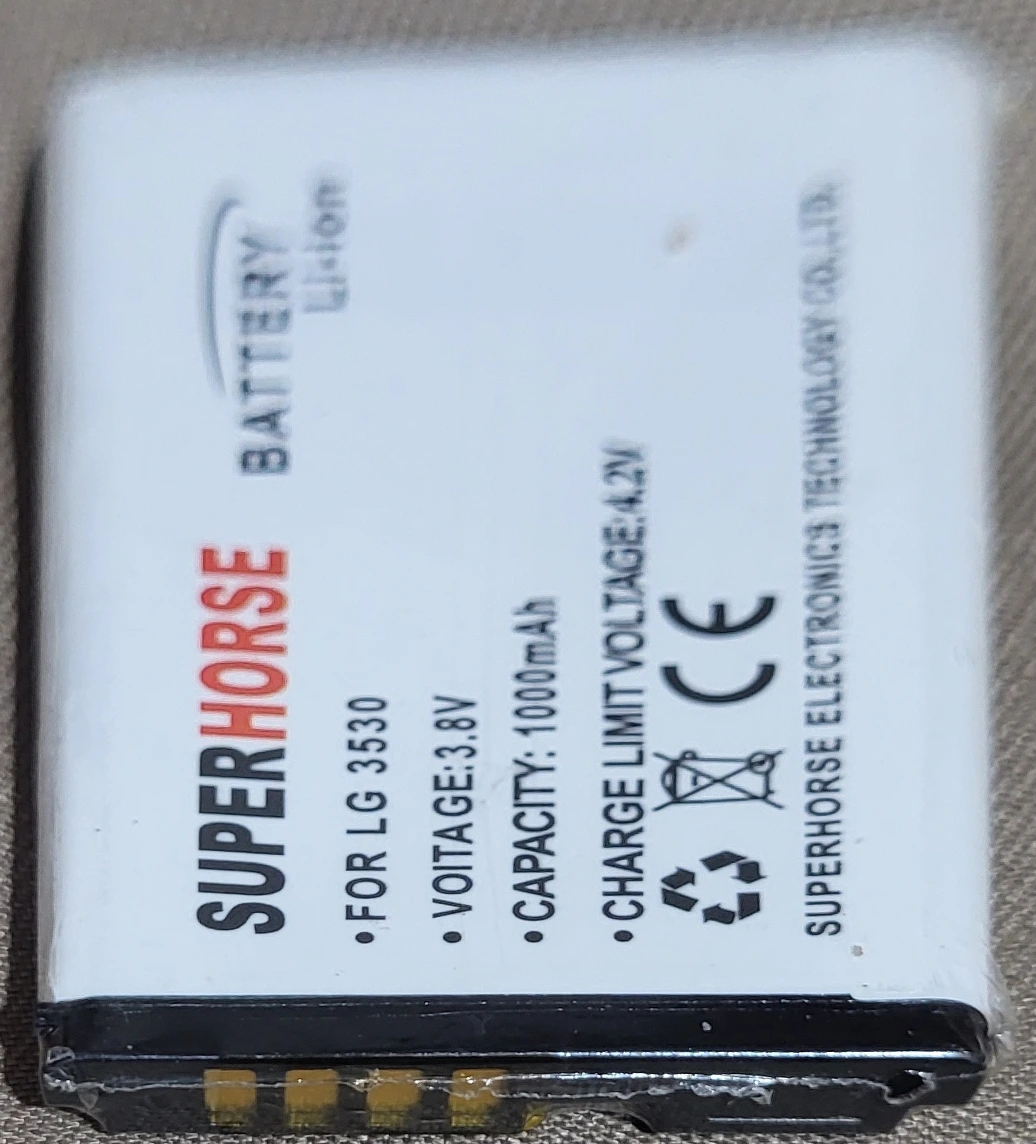 SUPERHORSE BATTERY
Li-ion
• FOR LG 3530
• VOITAGE:3.8V
• CAPACITY: 1000mAh
• CHARGE LIMIT VOLTAGE:4.2V
CE
SUPERHORSE ELECTRONICS TECHNOLOGY CO.,LTD.